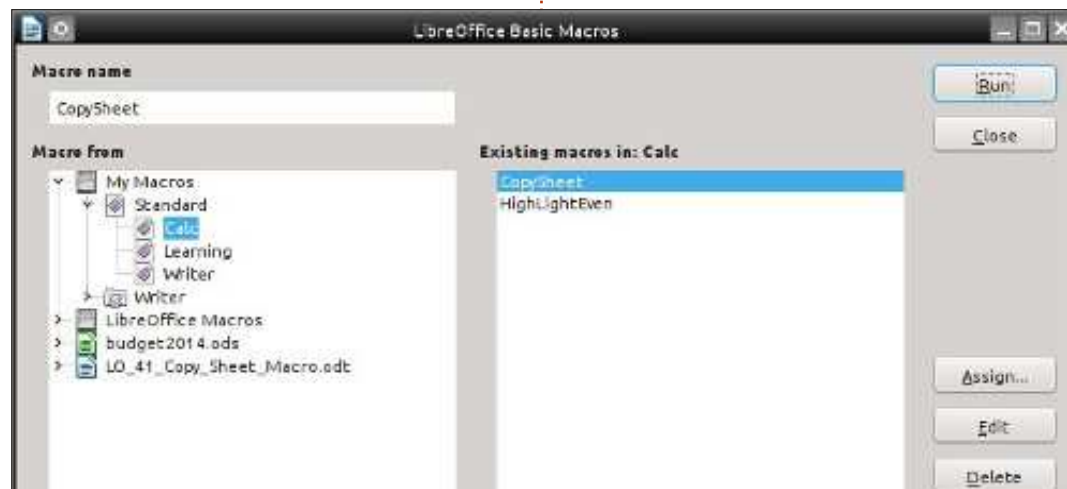 LibreOffice Basic Macros
Macro name
CopySheet
Run
Close
Macro from
My Macros
Standard
Calc
Learning
Writer
Writer
LibreOffice Macros
budget2014.ods
LO_41_Copy_Sheet_Macro.odt
Existing macros in: Calc
CopySheet
HighLightEven
Assign...
Edit
Delete